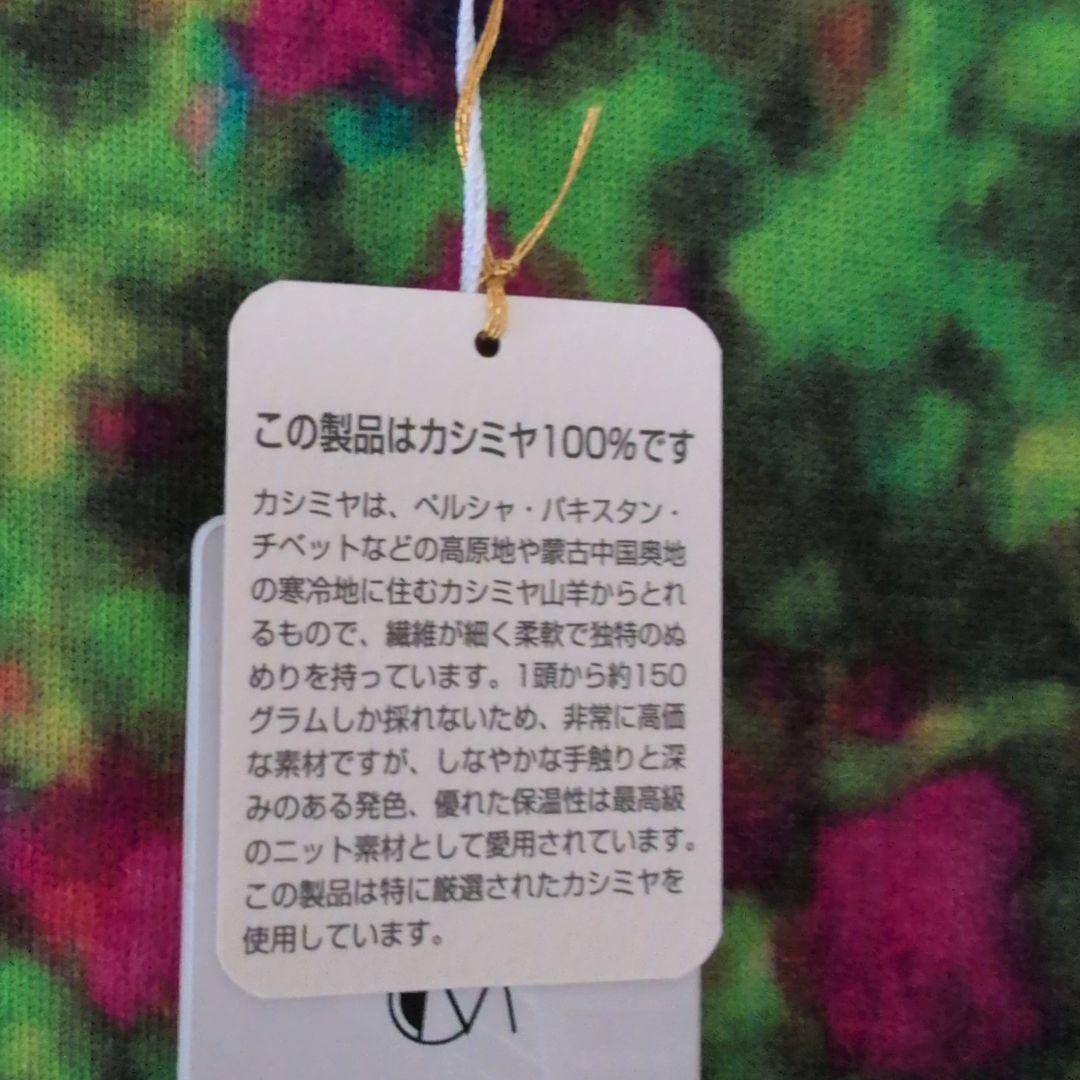 この製品はカシミヤ100%です
カシミヤは、ペルシャ・パキスタン・
チベットなどの高原地や蒙古中国奥地
の寒冷地に住むカシミヤ山羊からとれ
るもので、繊維が細く柔軟で独特のぬ
めりを持っています。1頭から約150
グラムしか採れないため、非常に高価
な素材ですが、しなやかな手触りと深
みのある発色、優れた保温性は最高級
のニット素材として愛用されています。
この製品は特に厳選されたカシミヤを
使用しています。